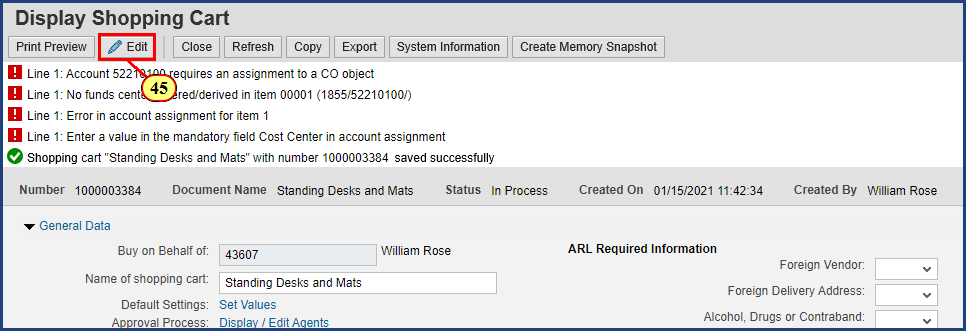 Display Shopping Cart
Print Preview Edit Close Refresh Copy Export System Information Create Memory Snapshot
Line 1: Account 52210100 requires an assignment to a CO object
45
Line 1: No funds cent ered/derived in item 00001 (1855/52210100/)
Line 1: Error in account assignment for item 1
Line 1: Enter a value in the mandatory field Cost Center in account assignment
Shopping cart "Standing Desks and Mats" with number 1000003384 saved successfully
Number 1000003384 Document Name Standing Desks and Mats Status In Process Created On 01/15/2021 11:42:34 Created By William Rose
General Data
Buy on Behalf of: 43607 William Rose ARL Required Information
Foreign Vendor:
Name of shopping cart: Standing Desks and Mats
Foreign Delivery Address:
Default Settings: Set Values
Alcohol, Drugs or Contraband:
Approval Process: Display / Edit Agents